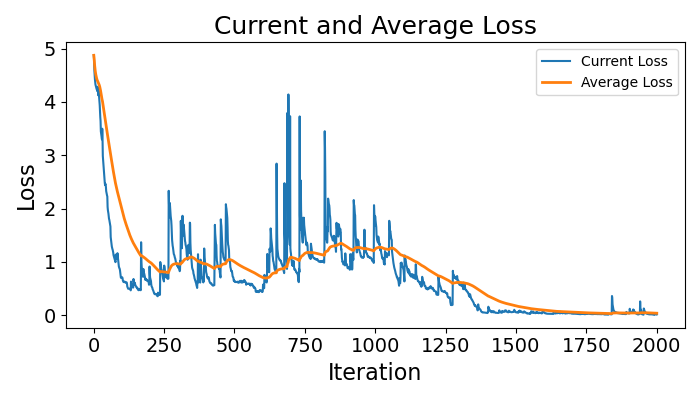 Current and Average Loss
Current Loss
Average Loss
Loss
5
4
3
2
1
0
0 250 500 750 1000 1250 1500 1750 2000
Iteration